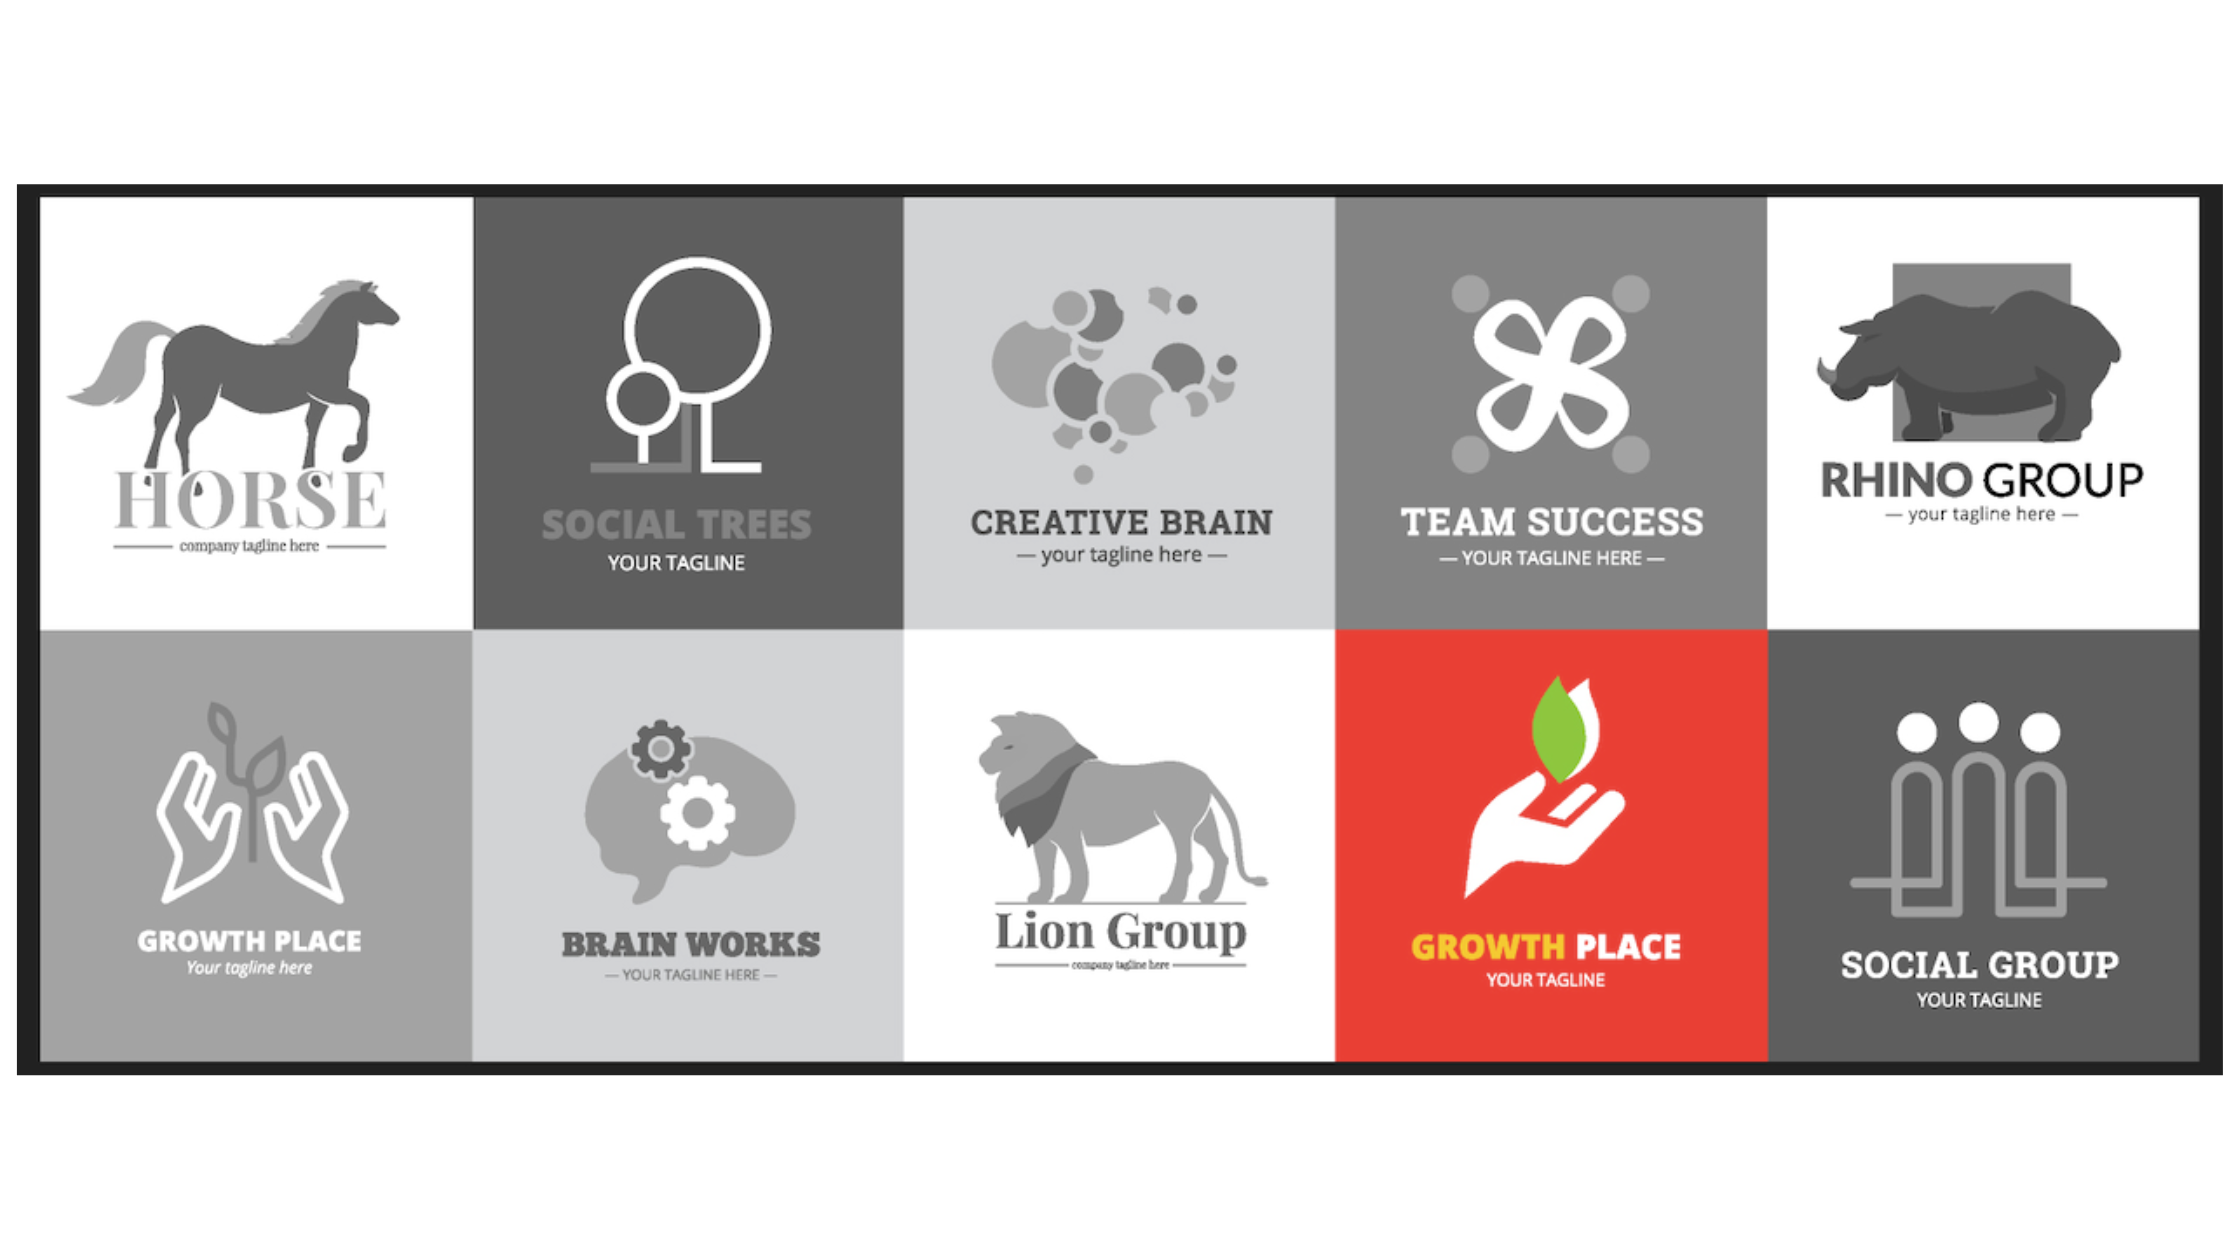 HORSE
company tagline here
SOCIAL TREES
YOUR TAGLINE
CREATIVE BRAIN
— your tagline here —
TEAM SUCCESS
— YOUR TAGLINE HERE —
RHINO GROUP
— your tagline here —
GROWTH PLACE
Your tagline here
BRAIN WORKS
— YOUR TAGLINE HERE —
Lion Group
company tagline here
GROWTH PLACE
YOUR TAGLINE
SOCIAL GROUP
YOUR TAGLINE